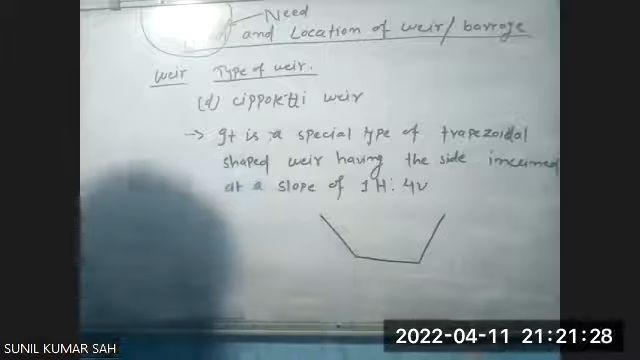 Need
and Location of weir/barrage
weir Type of weir.
(d) cippoletti weir
→ It is a special type of trapezoidal
shaped weir having the side incuned
at a slope of 1H:4v
SUNIL KUMAR SAH
2022-04-11 21:21:28